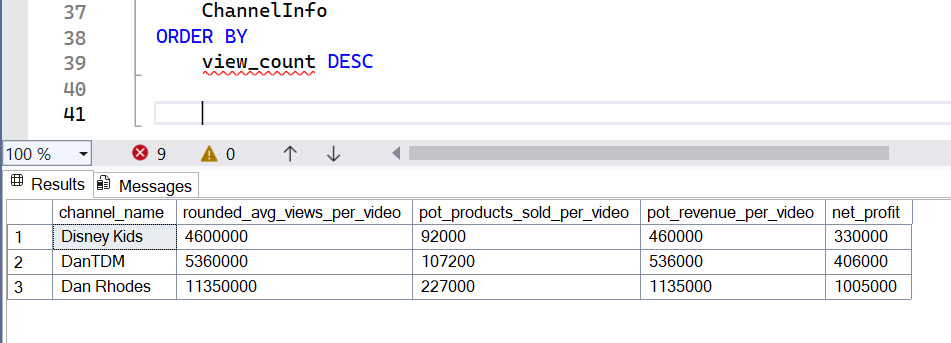 37 ChannelInfo
38 ORDER BY
39 view_count DESC
40
41
100 % 9 0
Results Messages
channel_name rounded_avg_views_per_video pot_products_sold_per_video pot_revenue_per_video net_profit
1 Disney Kids 4600000 92000 460000 330000
2 DanTDM 5360000 107200 536000 406000
3 Dan Rhodes 11350000 227000 1135000 1005000